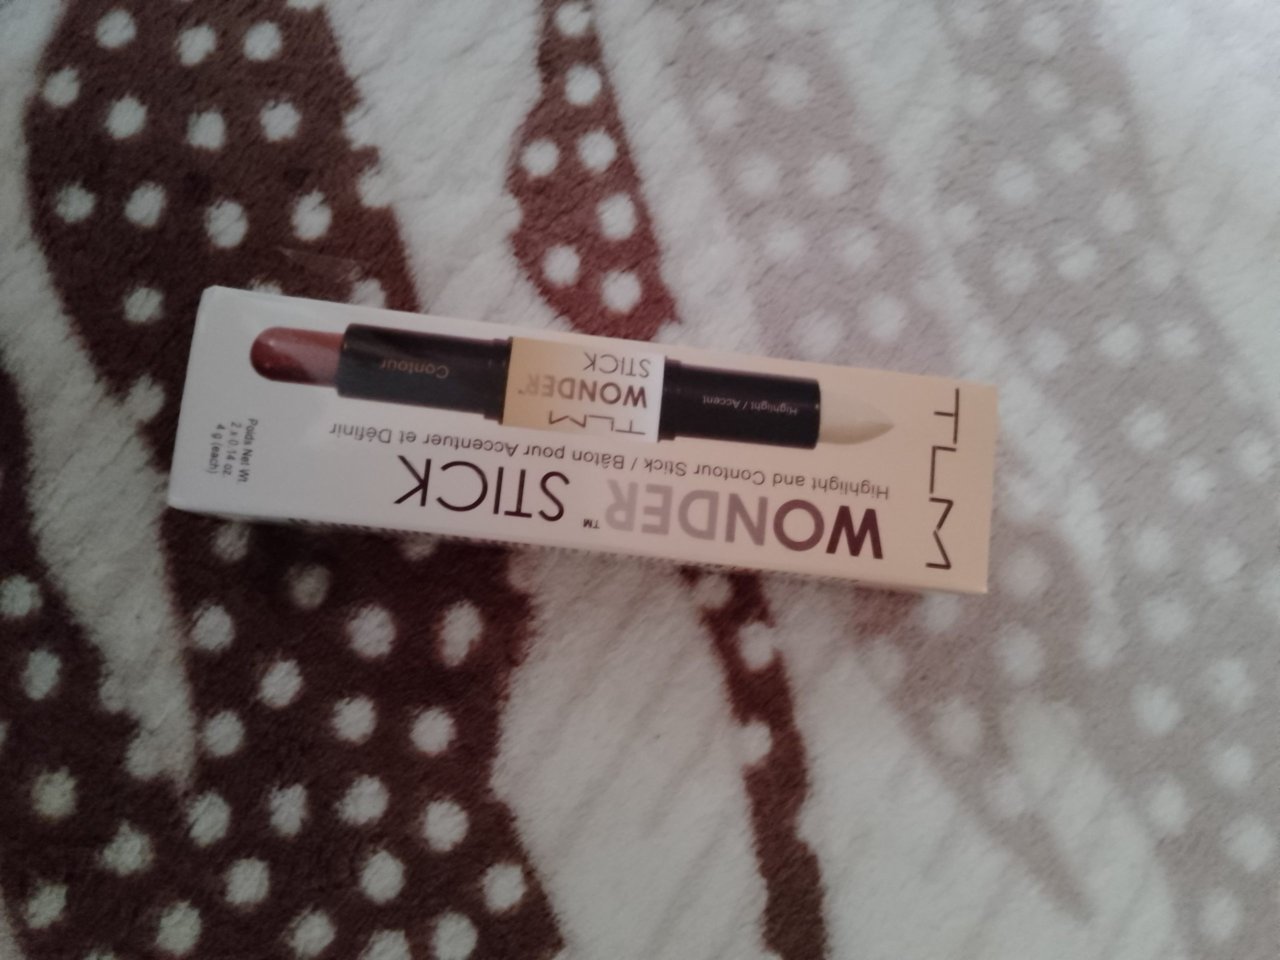 TLM
WONDER STICK™
Highlight and Contour Stick / Bâton pour Accentuer et Définir
Highlight / Accent
TLM
WONDER™
STICK
Contour
Poids Net Wt
2 x 0.14 oz.
4 g (each)